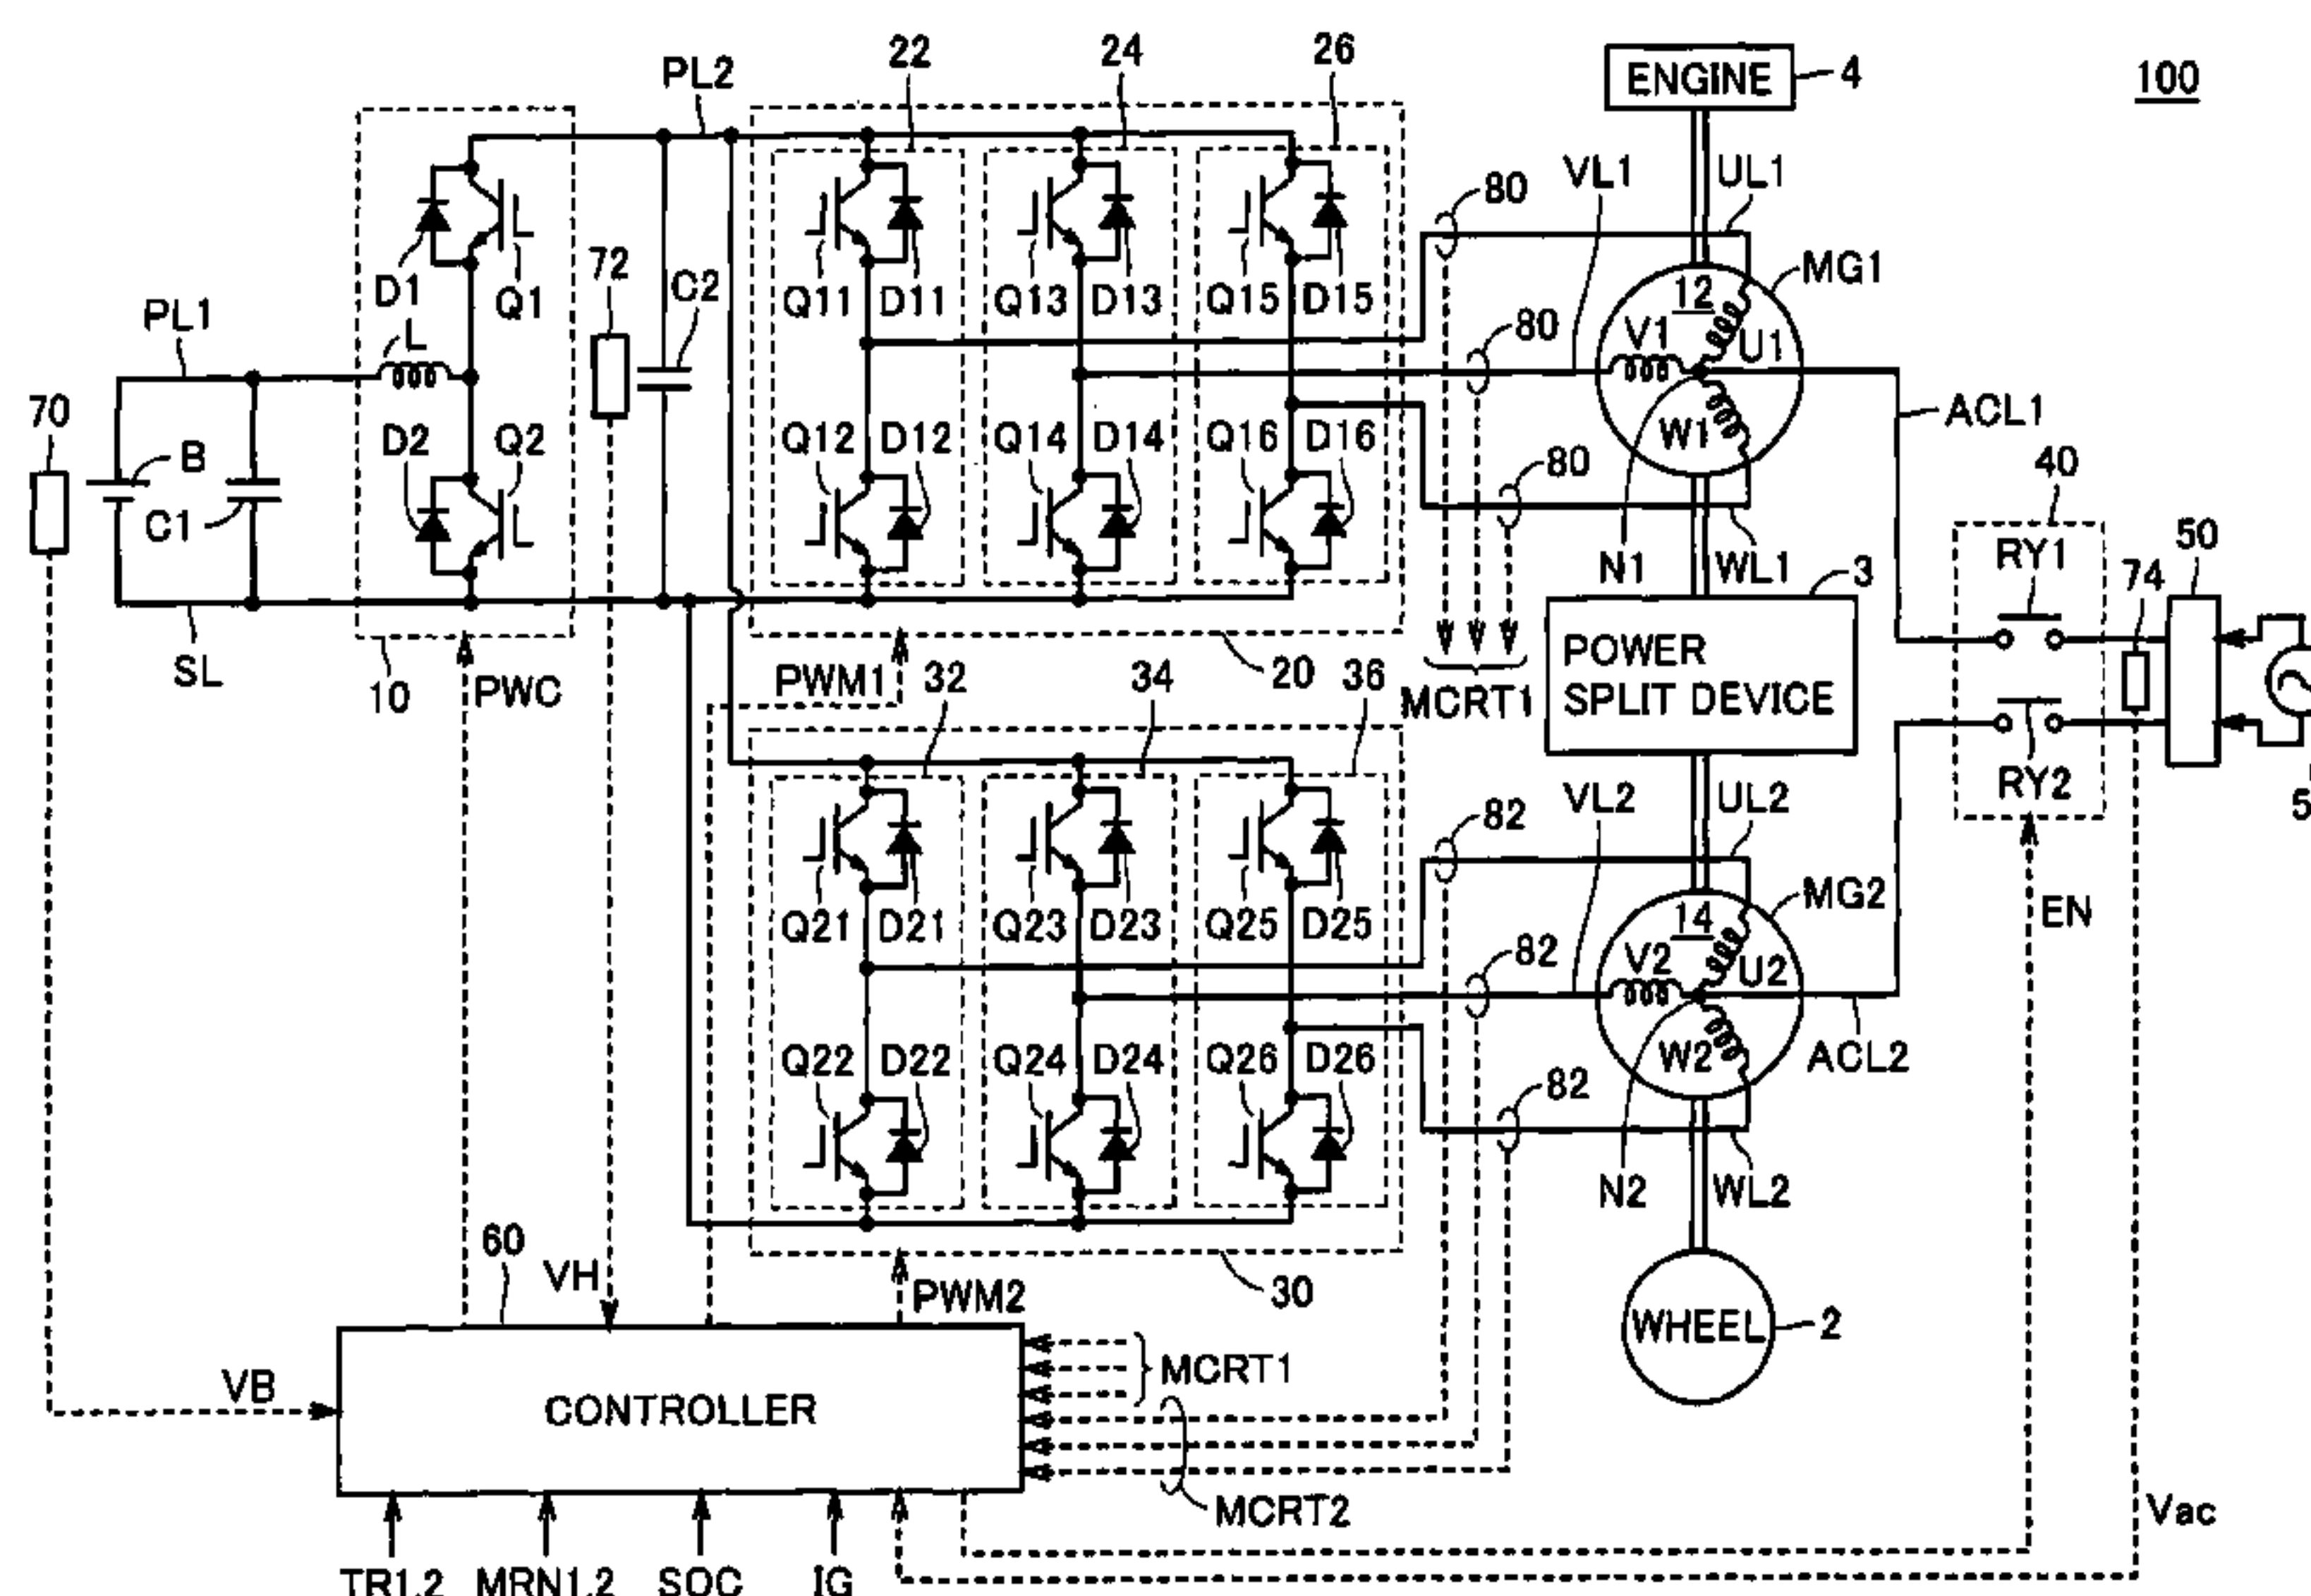 22
24
26
PL2
ENGINE
4
100
VL1
UL1
80
72
C2
D1
Q1
Q11
D11
Q13
D13
Q15
D15
12
MG1
PL1
L
80
V1
U1
70
B
D2
Q2
Q12
D12
Q14
D14
Q16
D16
80
W1
ACL1
40
C1
RY1
50
N1
WL1
3
74
SL
10
PWC
PWM1
32
20
34
36
MCRT1
POWER
SPLIT DEVICE
RY2
82
VL2
UL2
Q21
D21
Q23
D23
Q25
D25
82
14
MG2
EN
V2
U2
Q22
D22
Q24
D24
Q26
D26
82
W2
ACL2
N2
WL2
60
VH
PWM2
30
WHEEL
2
VB
CONTROLLER
MCRT1
MCRT2
Vac
TR1,2
MRN1,2
SOC
IG